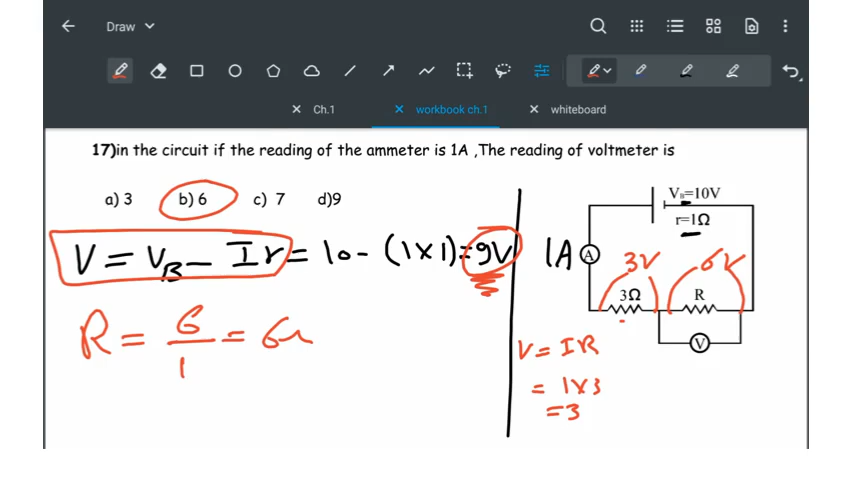 Draw
Ch.1
workbook ch.1
whiteboard
17)in the circuit if the reading of the ammeter is 1A ,The reading of voltmeter is
a) 3 b) 6 c) 7 d)9
V = VB - Ir = 10 - (1×1) = 9V
R = 6/1 = 6Ω
VB=10V
r=1Ω
1A
A
3V
6V
3Ω
R
V
V = IR
= 1×3
= 3